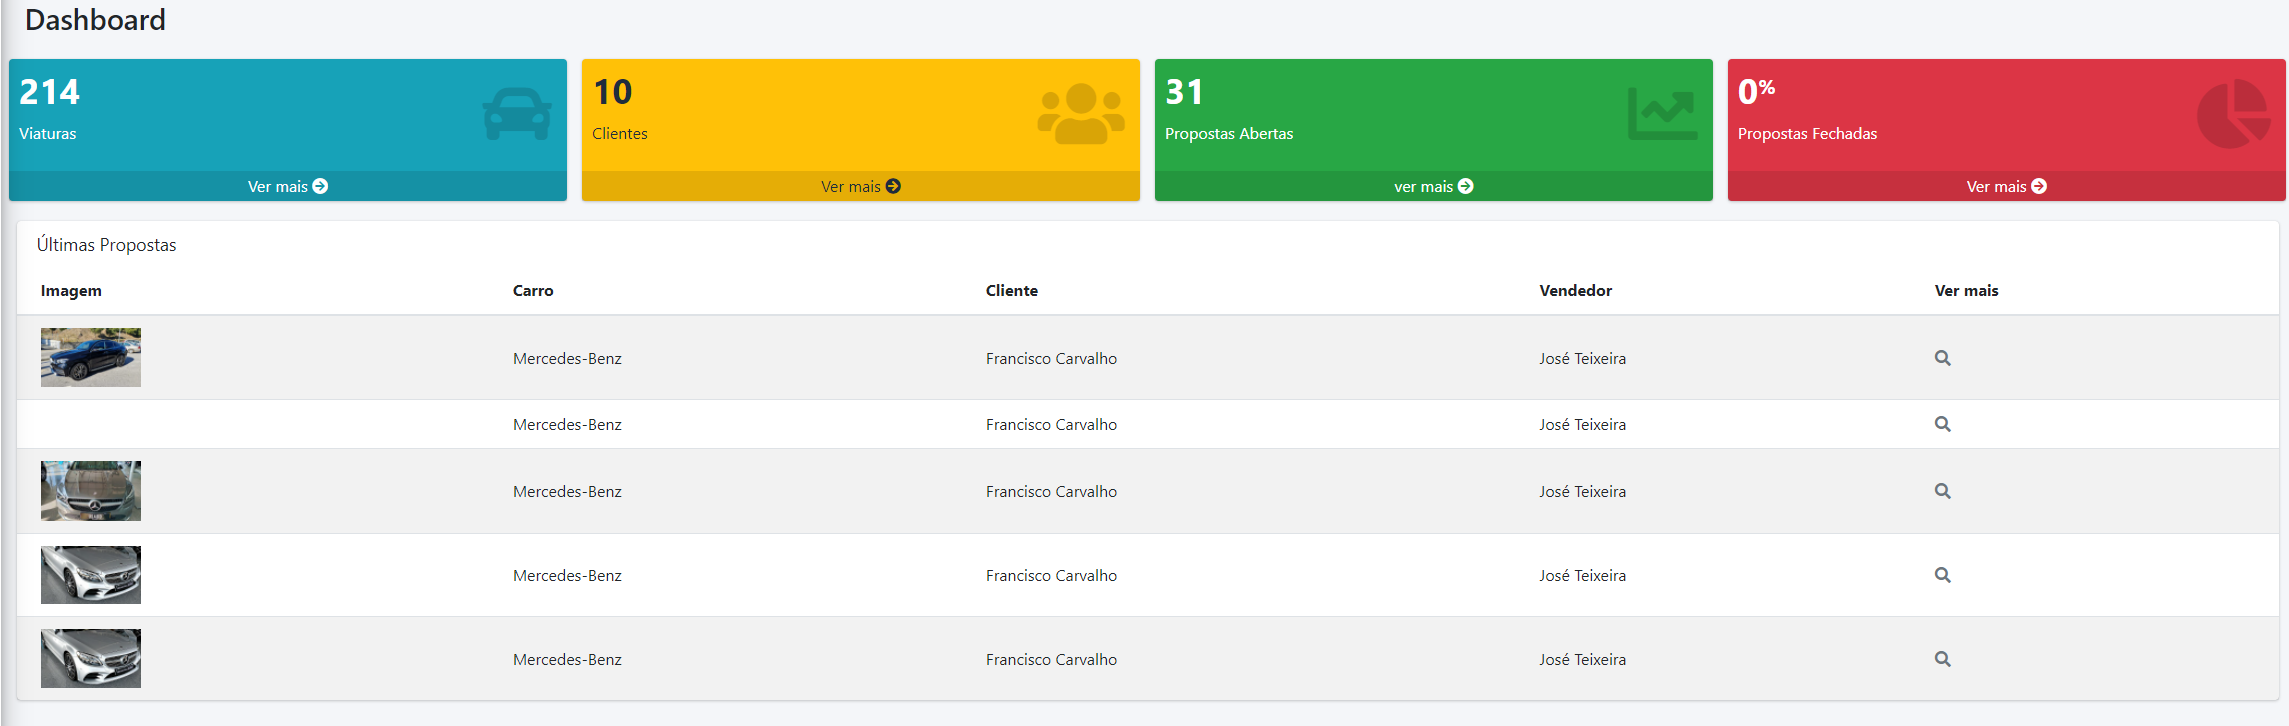 Dashboard
214
Viaturas
Ver mais
10
Clientes
Ver mais
31
Propostas Abertas
ver mais
0%
Propostas Fechadas
Ver mais
Últimas Propostas
Imagem Carro Cliente Vendedor Ver mais
Mercedes-Benz Francisco Carvalho José Teixeira
Mercedes-Benz Francisco Carvalho José Teixeira
Mercedes-Benz Francisco Carvalho José Teixeira
Mercedes-Benz Francisco Carvalho José Teixeira
Mercedes-Benz Francisco Carvalho José Teixeira